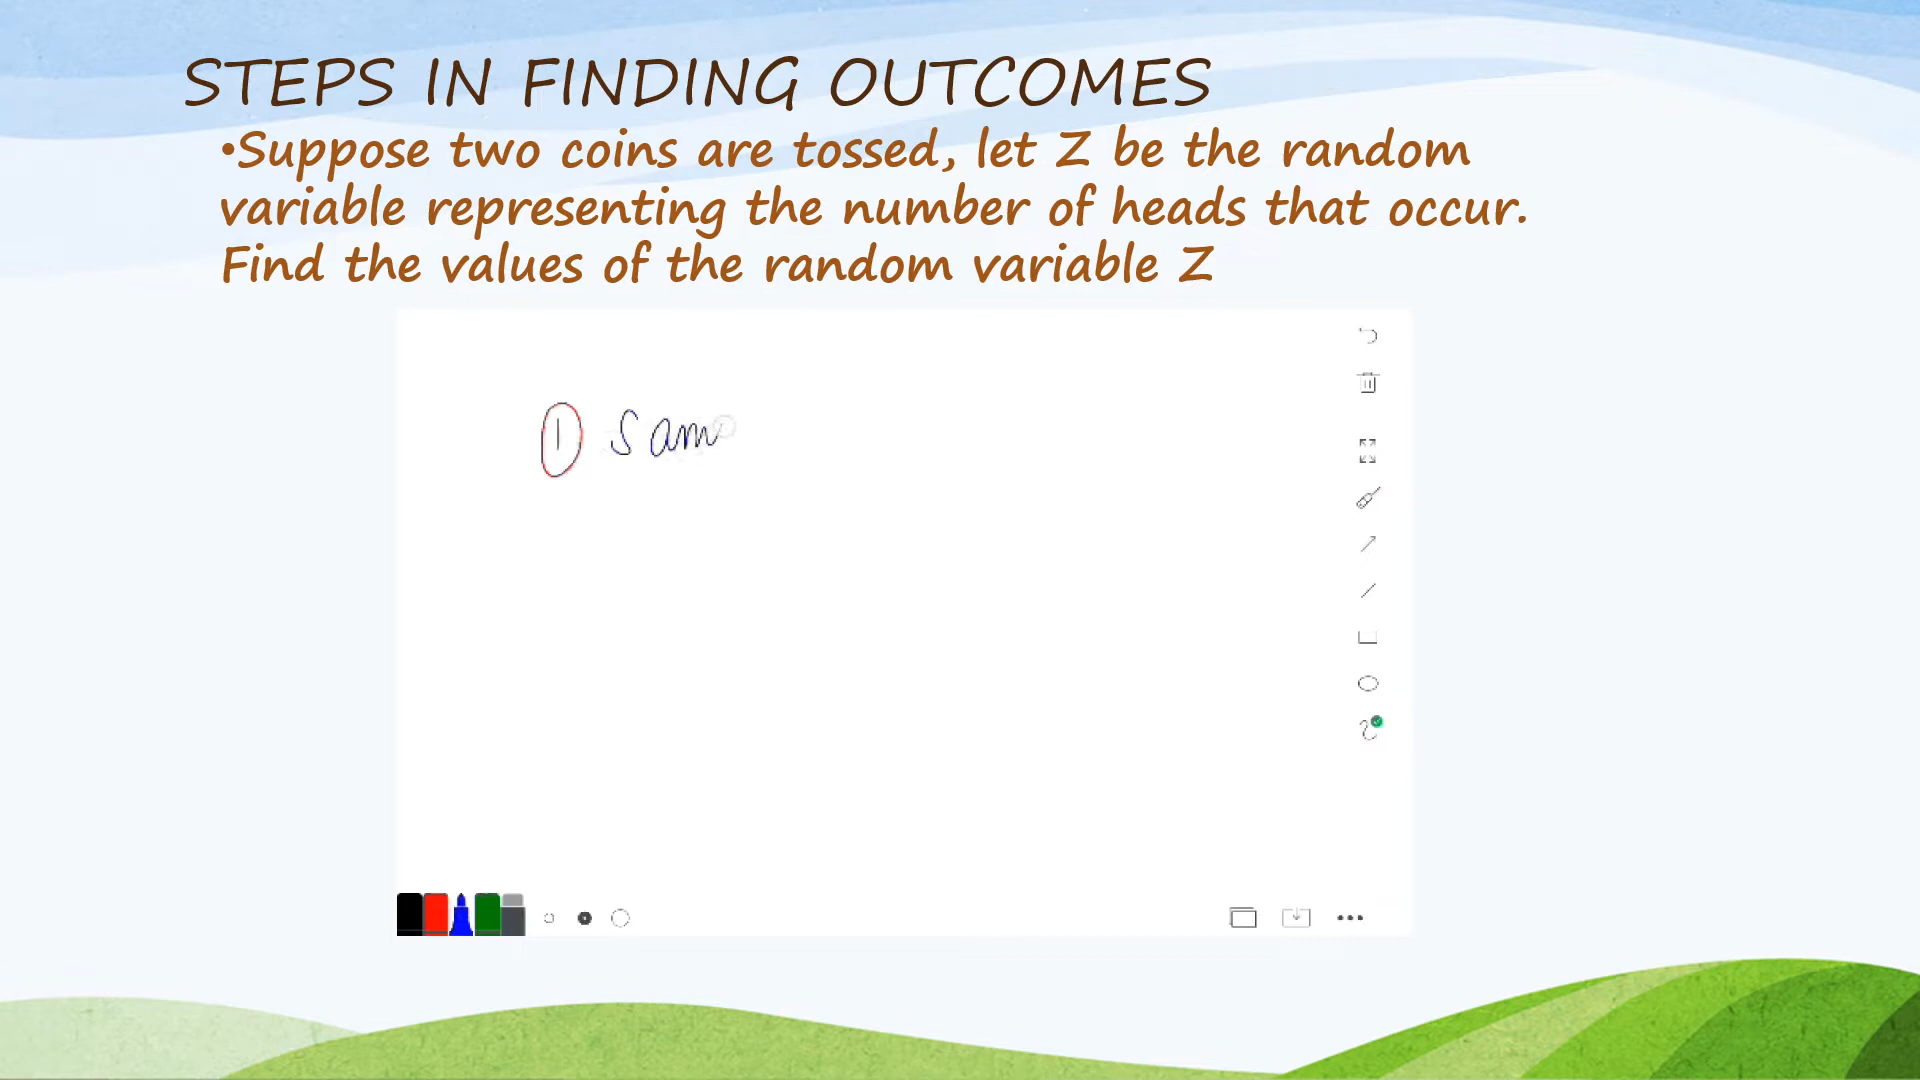 STEPS IN FINDING OUTCOMES
•Suppose two coins are tossed, let Z be the random
variable representing the number of heads that occur.
Find the values of the random variable Z
1 Sam